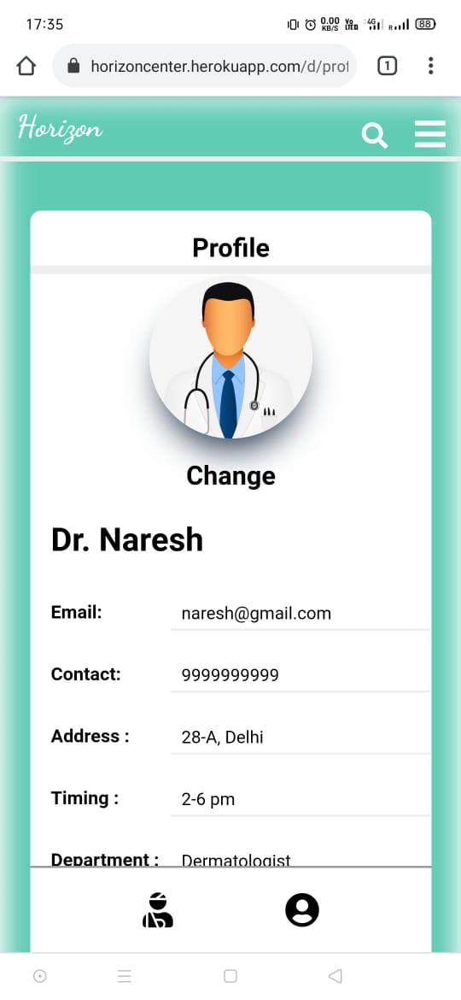 17:35
0.00 KB/S Vo LTE 4G R 88
horizoncenter.herokuapp.com/d/prof
1
Horizon
Profile
Change
Dr. Naresh
Email: naresh@gmail.com
Contact: 9999999999
Address : 28-A, Delhi
Timing : 2-6 pm
Department : Dermatologist